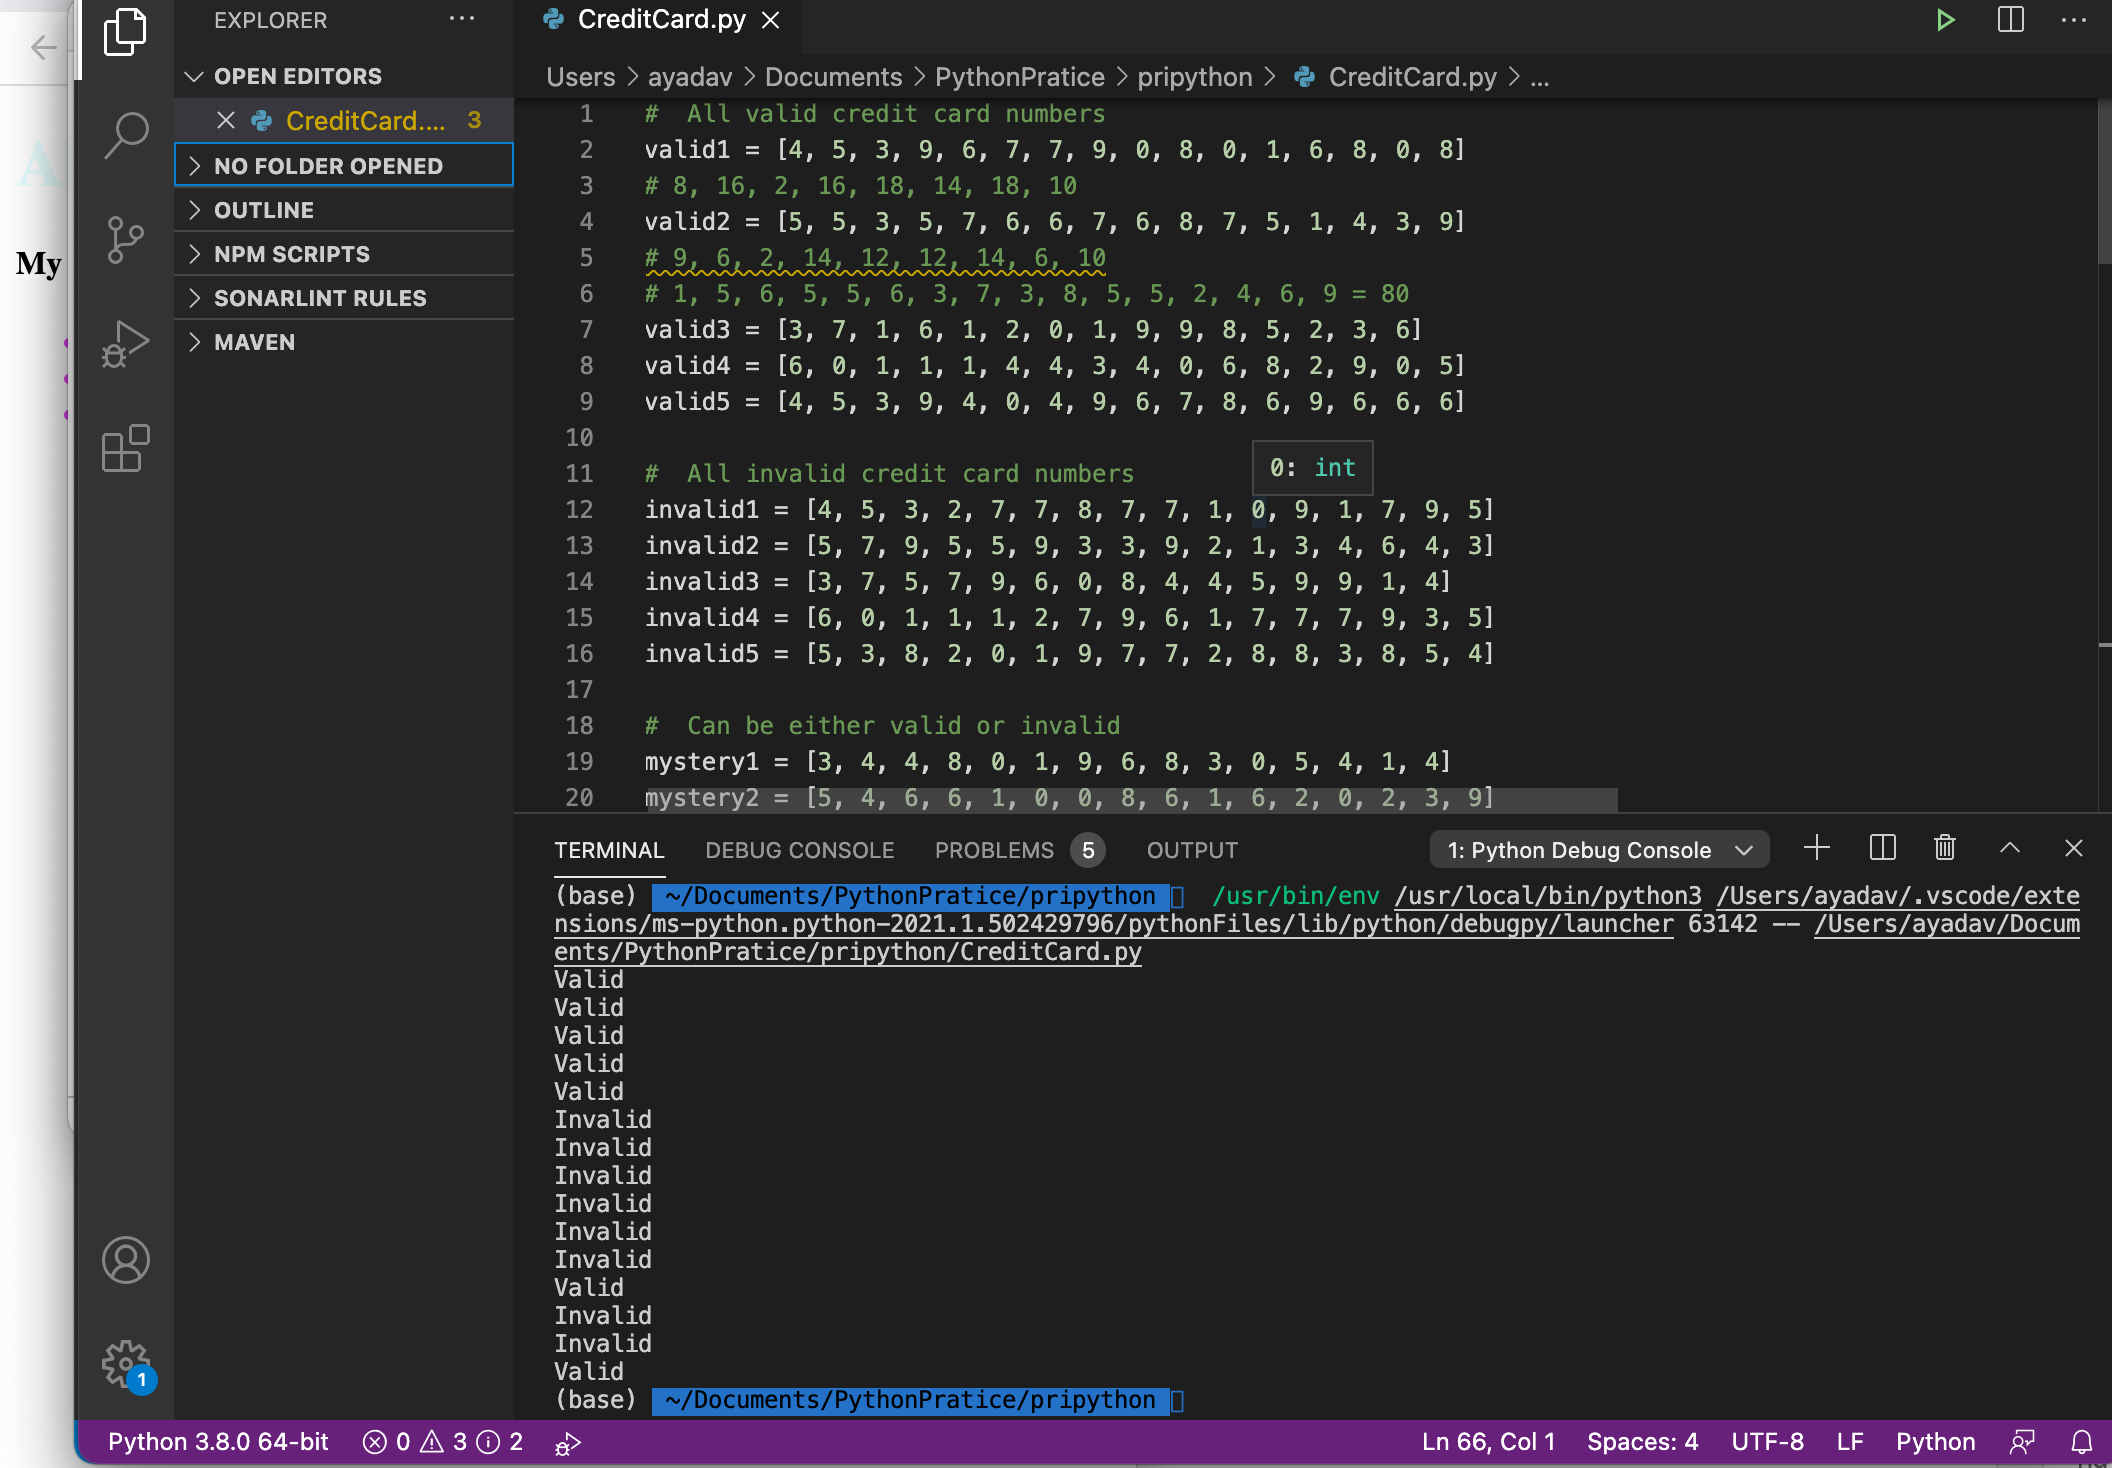 EXPLORER
OPEN EDITORS
CreditCard.... 3
NO FOLDER OPENED
OUTLINE
NPM SCRIPTS
SONARLINT RULES
MAVEN
A
My
1
CreditCard.py
Users > ayadav > Documents > PythonPratice > pripython > CreditCard.py > ...
1 # All valid credit card numbers
2 valid1 = [4, 5, 3, 9, 6, 7, 7, 9, 0, 8, 0, 1, 6, 8, 0, 8]
3 # 8, 16, 2, 16, 18, 14, 18, 10
4 valid2 = [5, 5, 3, 5, 7, 6, 6, 7, 6, 8, 7, 5, 1, 4, 3, 9]
5 # 9, 6, 2, 14, 12, 12, 14, 6, 10
6 # 1, 5, 6, 5, 5, 6, 3, 7, 3, 8, 5, 5, 2, 4, 6, 9 = 80
7 valid3 = [3, 7, 1, 6, 1, 2, 0, 1, 9, 9, 8, 5, 2, 3, 6]
8 valid4 = [6, 0, 1, 1, 1, 4, 4, 3, 4, 0, 6, 8, 2, 9, 0, 5]
9 valid5 = [4, 5, 3, 9, 4, 0, 4, 9, 6, 7, 8, 6, 9, 6, 6, 6]
10
0: int
11 # All invalid credit card numbers
12 invalid1 = [4, 5, 3, 2, 7, 7, 8, 7, 7, 1, 0, 9, 1, 7, 9, 5]
13 invalid2 = [5, 7, 9, 5, 5, 9, 3, 3, 9, 2, 1, 3, 4, 6, 4, 3]
14 invalid3 = [3, 7, 5, 7, 9, 6, 0, 8, 4, 4, 5, 9, 9, 1, 4]
15 invalid4 = [6, 0, 1, 1, 1, 2, 7, 9, 6, 1, 7, 7, 7, 9, 3, 5]
16 invalid5 = [5, 3, 8, 2, 0, 1, 9, 7, 7, 2, 8, 8, 3, 8, 5, 4]
17
18 # Can be either valid or invalid
19 mystery1 = [3, 4, 4, 8, 0, 1, 9, 6, 8, 3, 0, 5, 4, 1, 4]
20 mystery2 = [5, 4, 6, 6, 1, 0, 0, 8, 6, 1, 6, 2, 0, 2, 3, 9]
TERMINAL DEBUG CONSOLE PROBLEMS 5 OUTPUT 1: Python Debug Console
(base) ~/Documents/PythonPratice/pripython /usr/bin/env /usr/local/bin/python3 /Users/ayadav/.vscode/exte
nsions/ms-python.python-2021.1.502429796/pythonFiles/lib/python/debugpy/launcher 63142 -- /Users/ayadav/Docum
ents/PythonPratice/pripython/CreditCard.py
Valid
Valid
Valid
Valid
Valid
Invalid
Invalid
Invalid
Invalid
Invalid
Invalid
Valid
Invalid
Invalid
Valid
(base) ~/Documents/PythonPratice/pripython
Python 3.8.0 64-bit 0 3 2 Ln 66, Col 1 Spaces: 4 UTF-8 LF Python